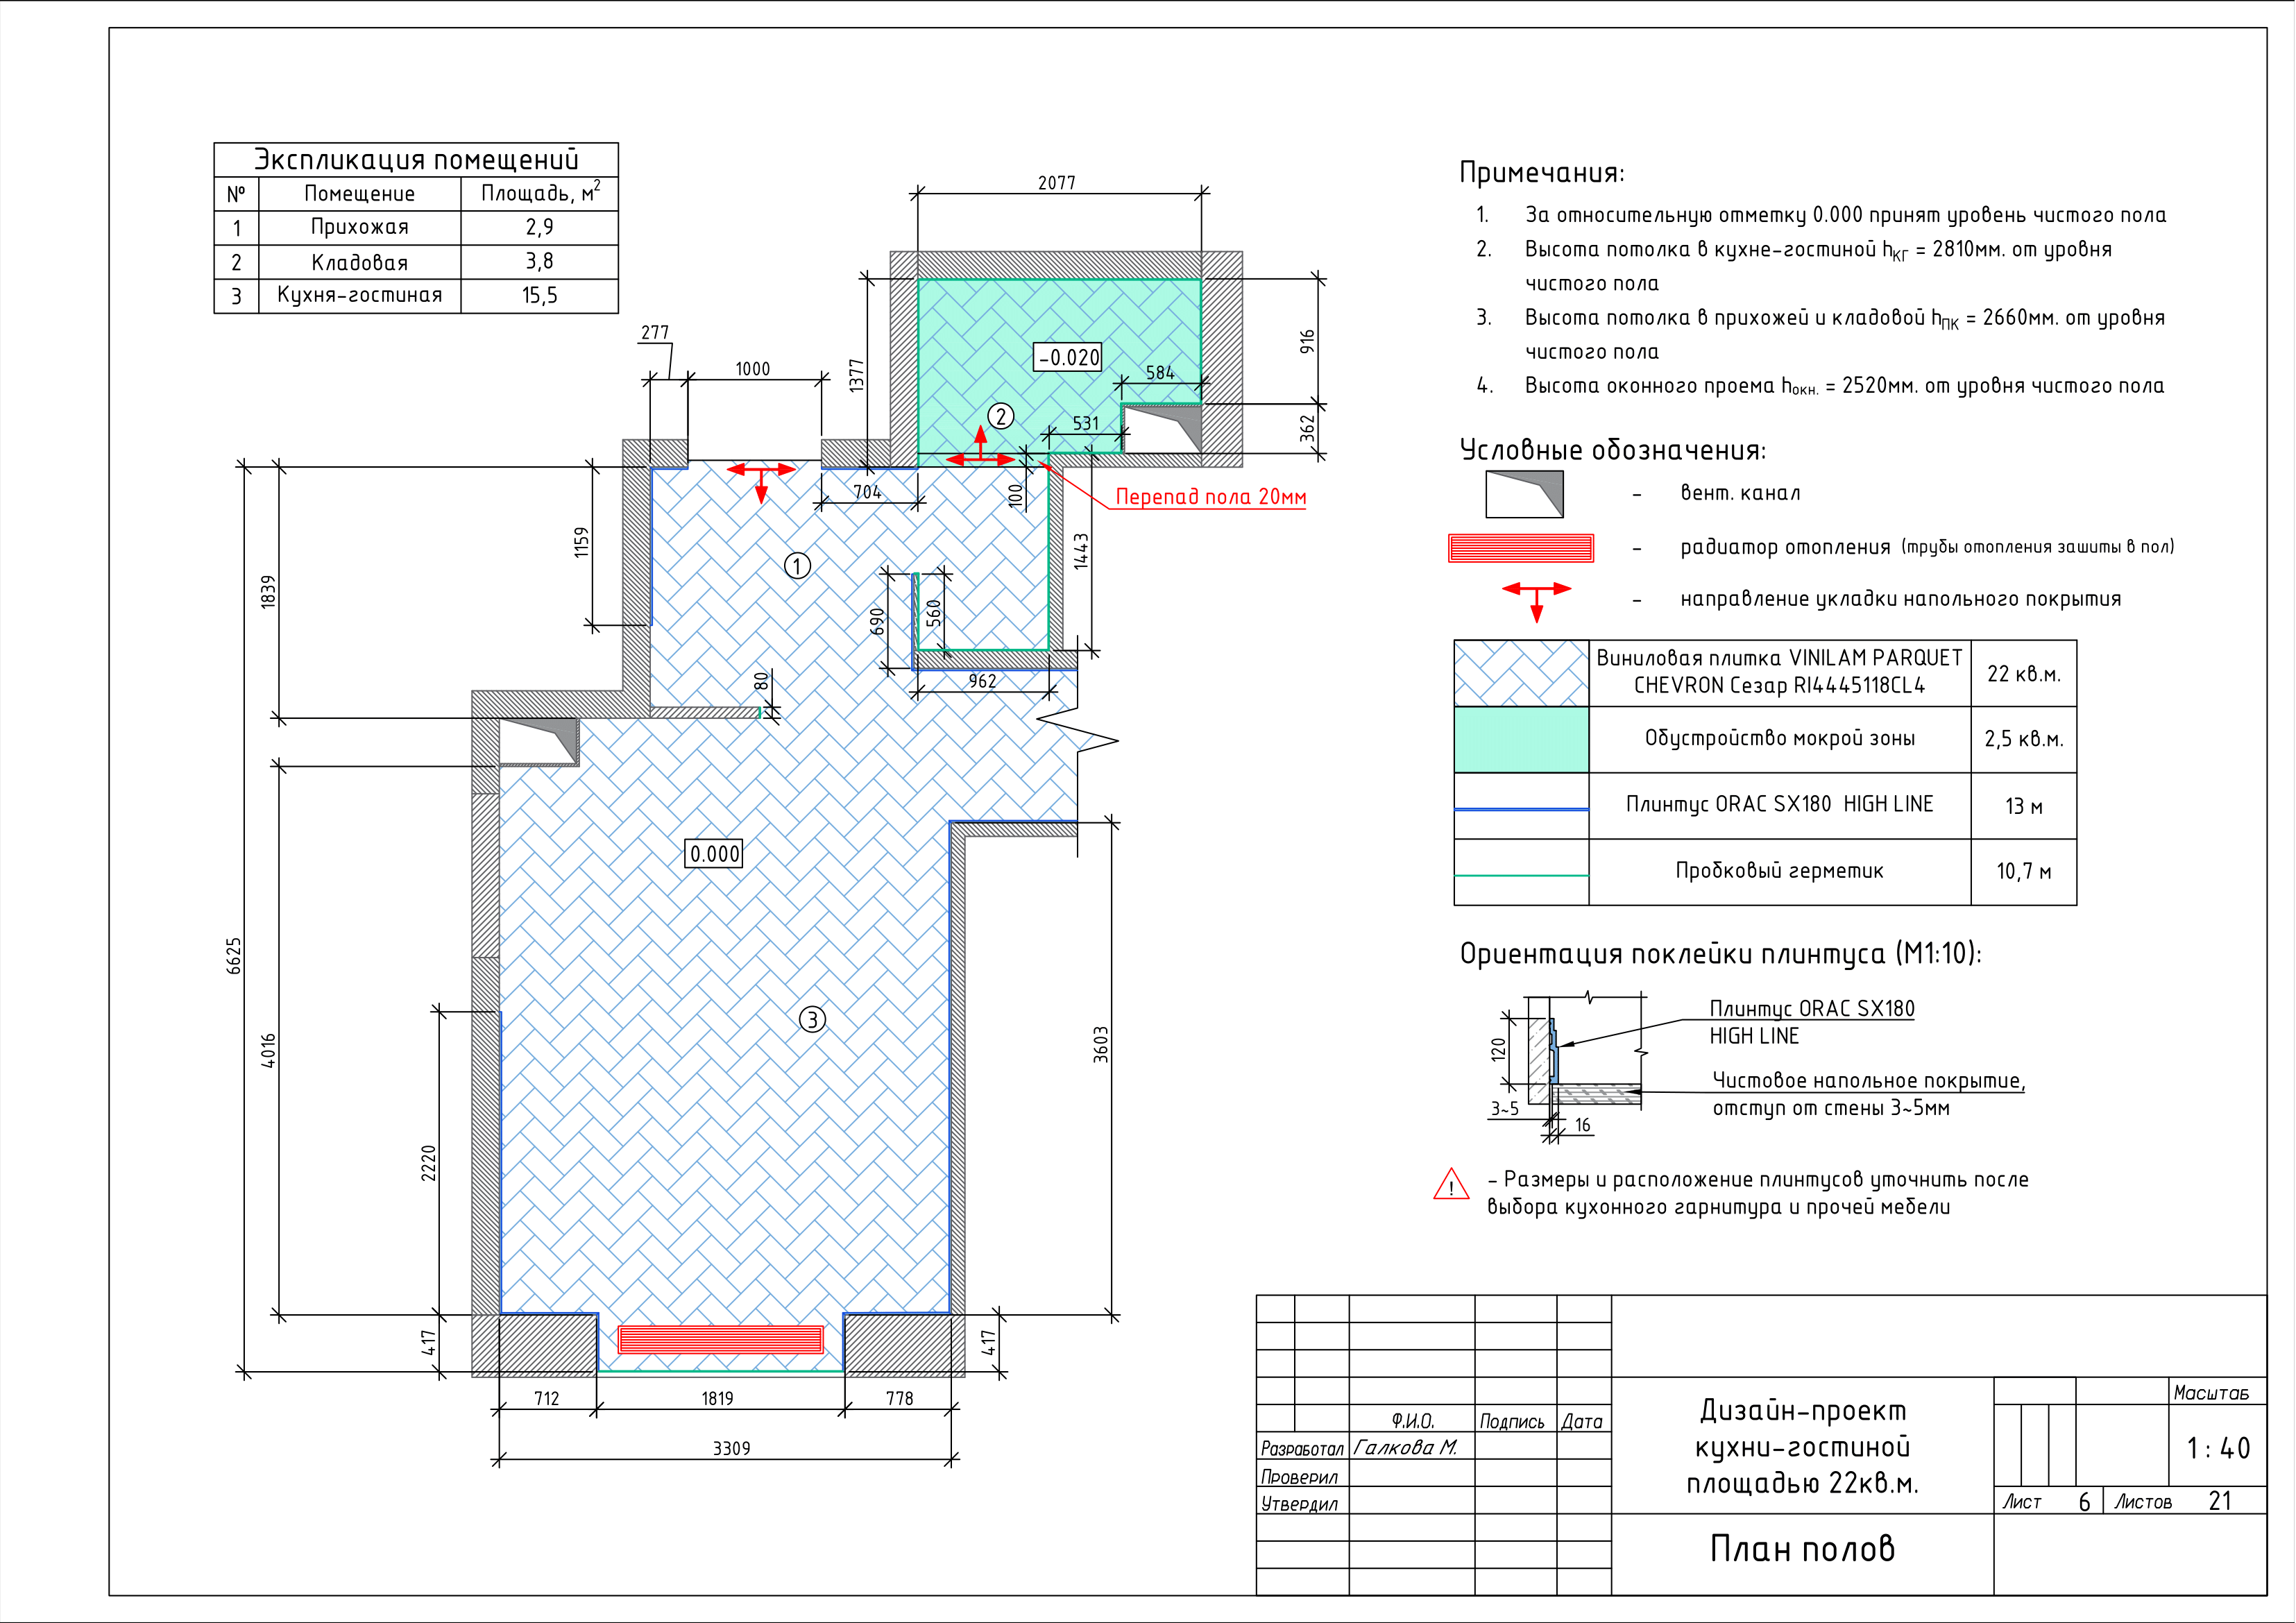 Экспликация помещений
№ Помещение Площадь, м²
1 Прихожая 2,9
2 Кладовая 3,8
3 Кухня-гостиная 15,5
2077
277
1000
1377
916
-0.020
584
2
531
362
704
100
Перепад пола 20мм
1159
1839
1
1443
690
560
80
962
0.000
6625
4016
3
3603
2220
417
417
712
1819
778
3309
Примечания:
1. За относительную отметку 0.000 принят уровень чистого пола
2. Высота потолка в кухне-гостиной hКГ = 2810мм. от уровня
чистого пола
3. Высота потолка в прихожей и кладовой hПК = 2660мм. от уровня
чистого пола
4. Высота оконного проема hокн. = 2520мм. от уровня чистого пола
Условные обозначения:
- вент. канал
- радиатор отопления (трубы отопления зашиты в пол)
- направление укладки напольного покрытия
Виниловая плитка VINILAM PARQUET
CHEVRON Сезар RI4445118CL4
22 кв.м.
Обустройство мокрой зоны 2,5 кв.м.
Плинтус ORAC SX180 HIGH LINE 13 м
Пробковый герметик 10,7 м
Ориентация поклейки плинтуса (М1:10):
Плинтус ORAC SX180
HIGH LINE
120
Чистовое напольное покрытие,
отступ от стены 3~5мм
3~5
16
! - Размеры и расположение плинтусов уточнить после
выбора кухонного гарнитура и прочей мебели
Ф.И.О. Подпись Дата
Разработал Галкова М.
Проверил
Утвердил
Дизайн-проект
кухни-гостиной
площадью 22кв.м.
План полов
Масштаб
1 : 40
Лист 6 Листов 21